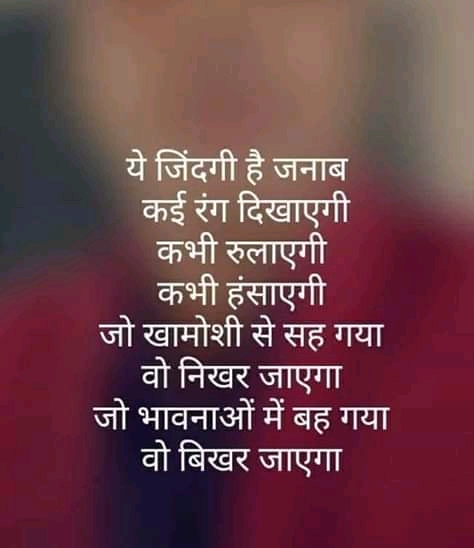 ये जिंदगी है जनाब
कई रंग दिखाएगी
कभी रुलाएगी
कभी हंसाएगी
जो खामोशी से सह गया
वो निखर जाएगा
जो भावनाओं में बह गया
वो बिखर जाएगा